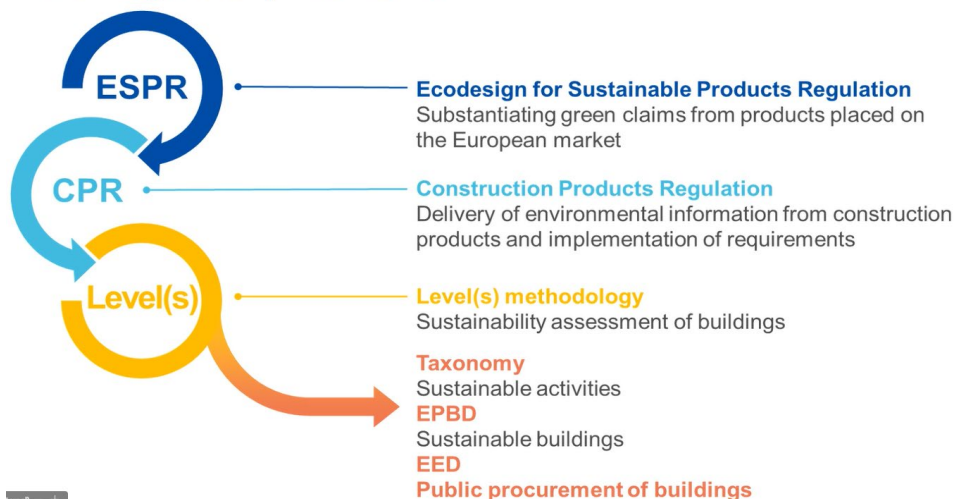 ESPR
Ecodesign for Sustainable Products Regulation
Substantiating green claims from products placed on
the European market
CPR
Construction Products Regulation
Delivery of environmental information from construction
products and implementation of requirements
Level(s)
Level(s) methodology
Sustainability assessment of buildings
Taxonomy
Sustainable activities
EPBD
Sustainable buildings
EED
Public procurement of buildings